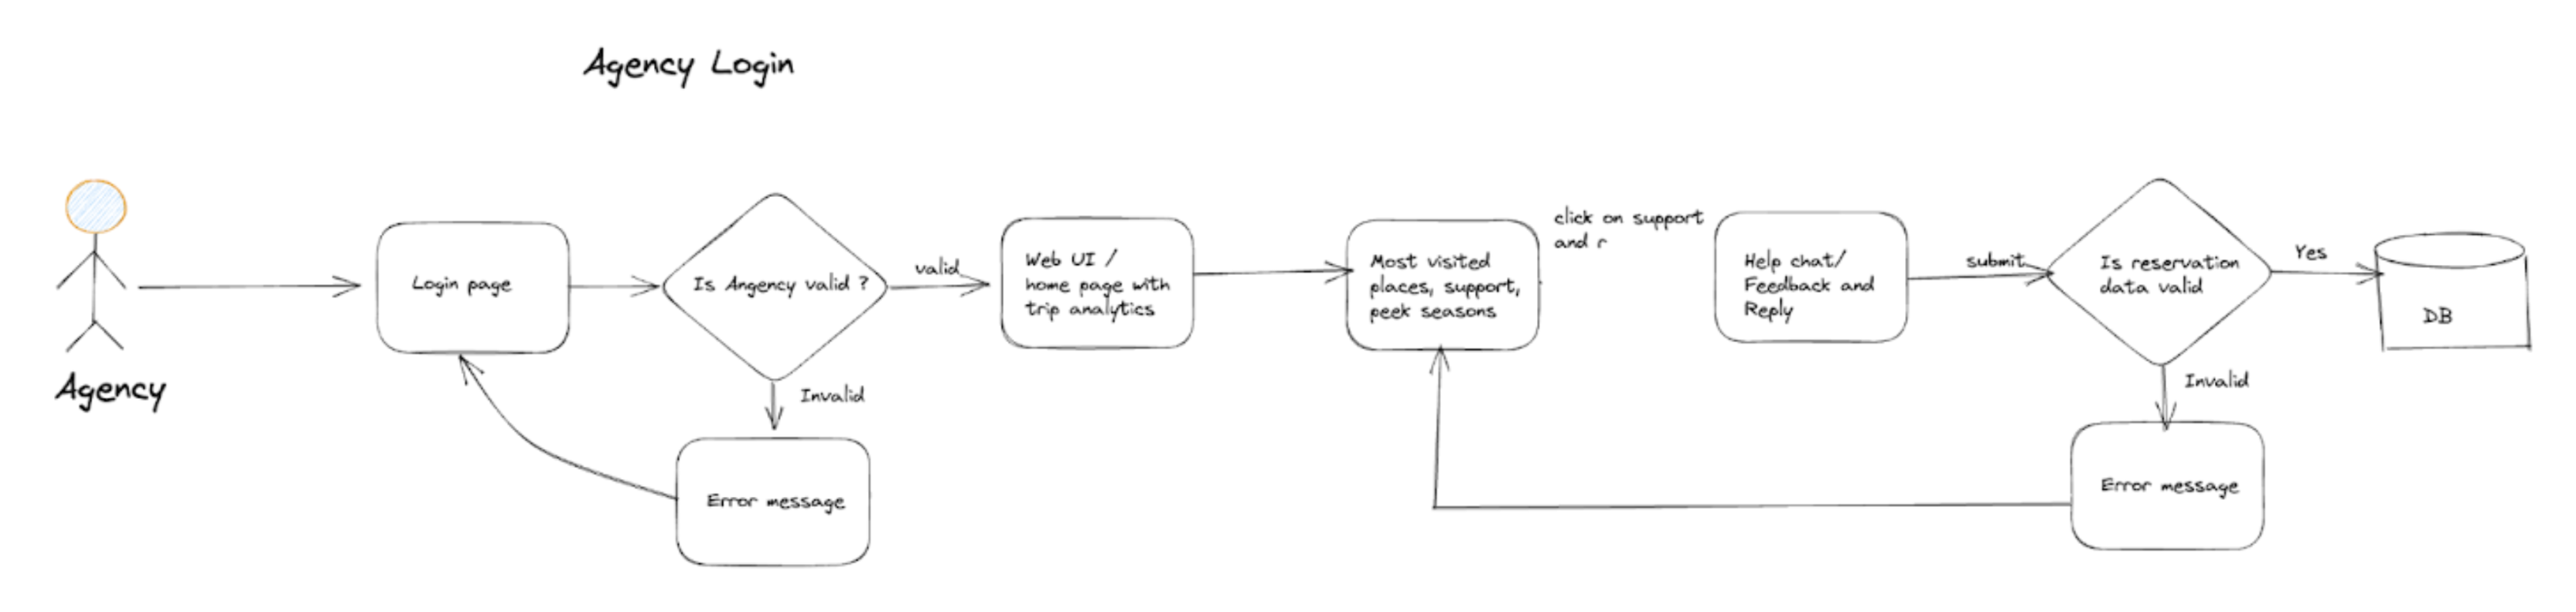 Agency Login
Agency
Login page
Is Angency valid ?
valid
Invalid
Error message
Web UI /
home page with
trip analytics
Most visited
places, support,
peek seasons
click on support
and r
Help chat/
Feedback and
Reply
submit
Is reservation
data valid
Yes
DB
Invalid
Error message